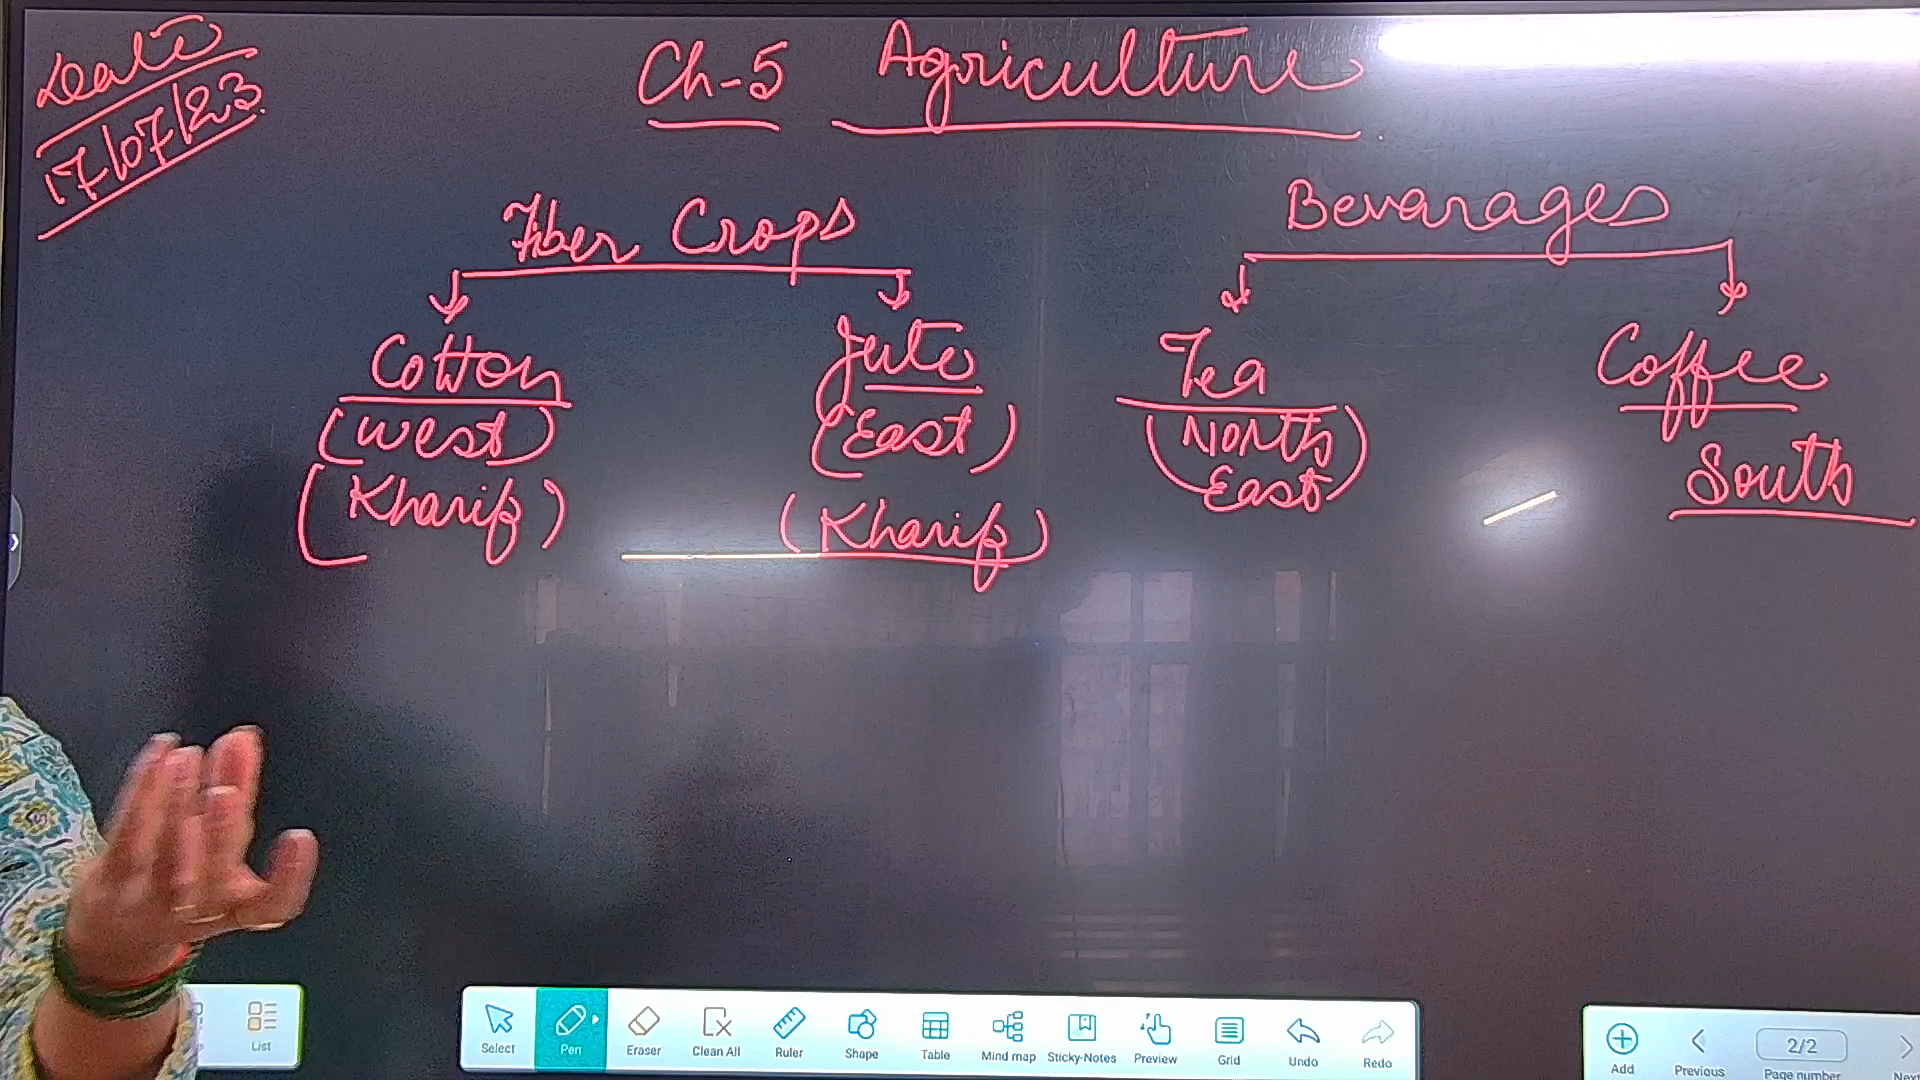 Date
17/07/23.
Ch-5 Agriculture
Fiber Crops
Bevarages
Cotton
Jute
Tea
Coffee
(West)
(East)
(North
East)
South
(Kharif)
(Kharif)
List
Select
Pen
Eraser
Clean All
Ruler
Shape
Table
Mind map
Sticky-Notes
Preview
Grid
Undo
Redo
Add
Previous
2/2
Page number